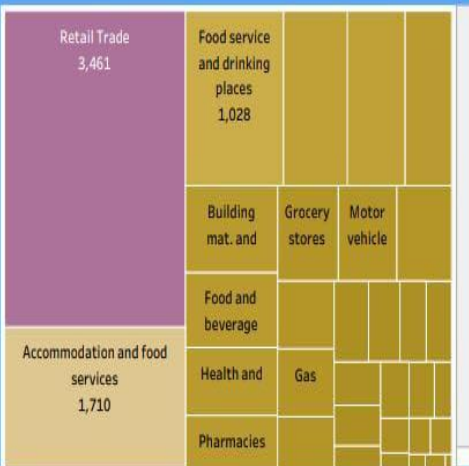 Retail Trade
3,461
Food service
and drinking
places
1,028
Building
mat. and
Grocery
stores
Motor
vehicle
Food and
beverage
Accommodation and food
services
1,710
Health and
Gas
Pharmacies